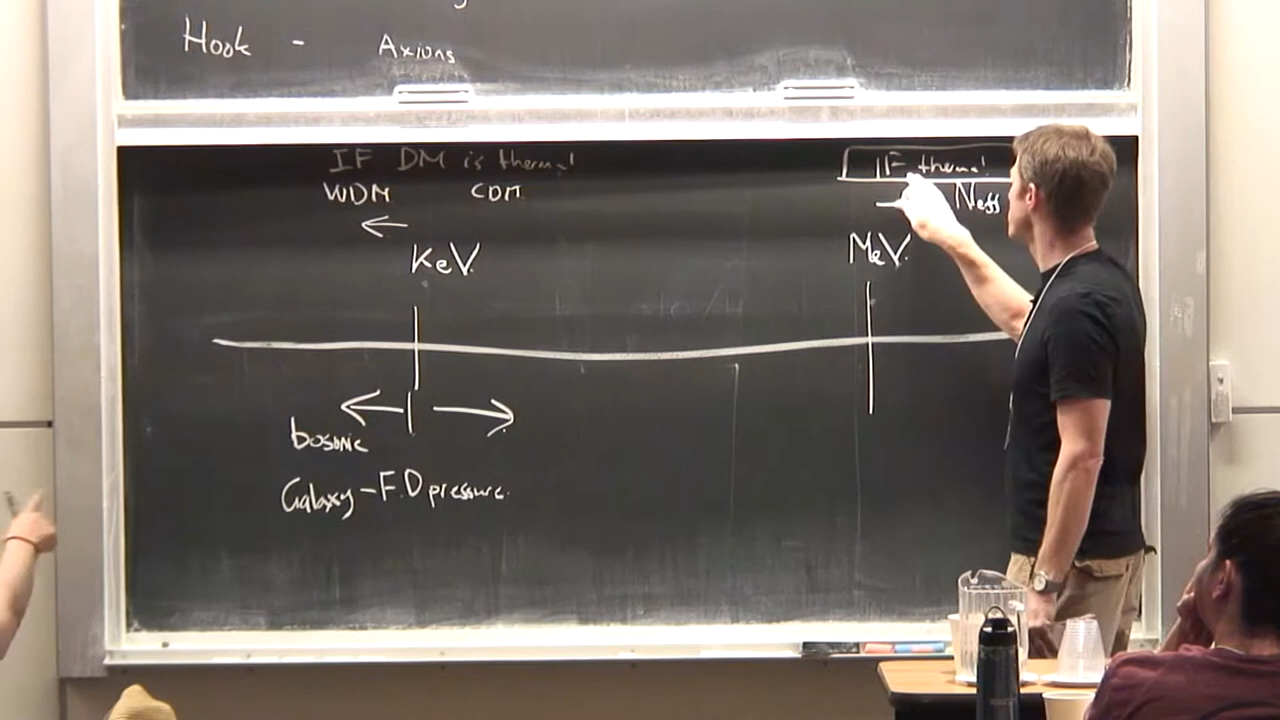 Hook - Axions
IF DM is thermal
WDM CDM
←
KeV
IF thermal
Neff
MeV
← →
bosonic
Galaxy - F.D pressure.